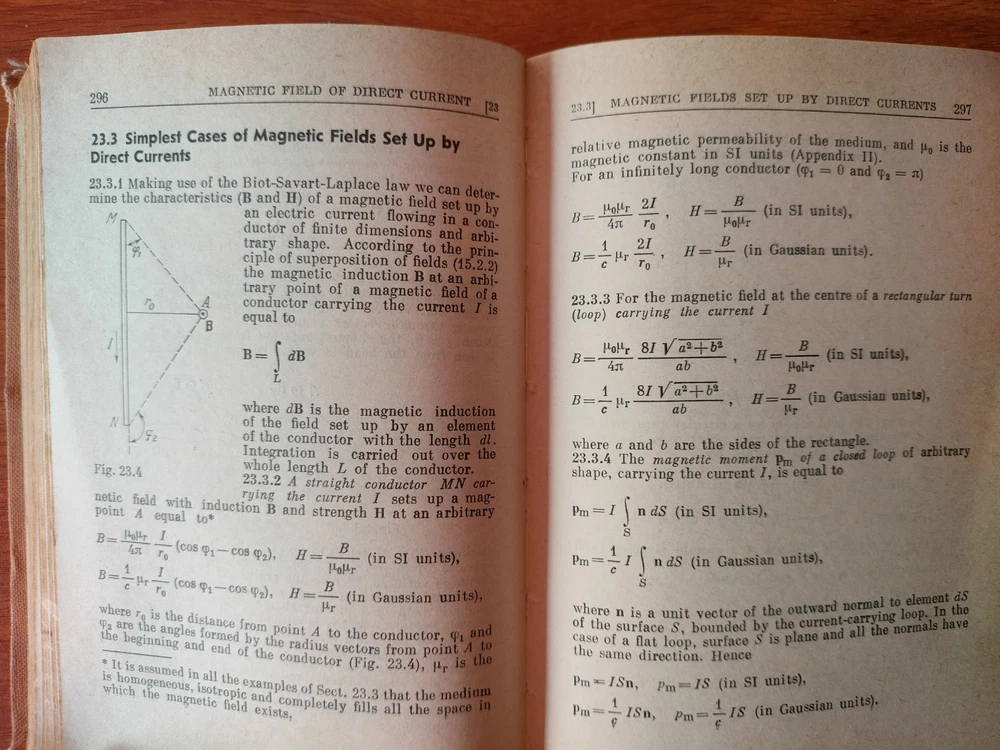 296 MAGNETIC FIELD OF DIRECT CURRENT [23
23.3 Simplest Cases of Magnetic Fields Set Up by
Direct Currents
23.3.1 Making use of the Biot-Savart-Laplace law we can deter-
mine the characteristics (B and H) of a magnetic field set up by
an electric current flowing in a con-
ductor of finite dimensions and arbi-
trary shape. According to the prin-
ciple of superposition of fields (15.2.2)
the magnetic induction B at an arbi-
trary point of a magnetic field of a
conductor carrying the current I is
equal to
B = ∫_L dB
where dB is the magnetic induction
of the field set up by an element
of the conductor with the length dl.
Integration is carried out over the
whole length L of the conductor.
M
φ₁
r₀
A
B
I
N
φ₂
Fig. 23.4
23.3.2 A straight conductor MN car-
rying the current I sets up a mag-
netic field with induction B and strength H at an arbitrary
point A equal to*
B = μ₀μr/4π I/r₀ (cos φ₁ — cos φ₂), H = B/μ₀μr (in SI units),
B = 1/c μr I/r₀ (cos φ₁ — cos φ₂), H = B/μr (in Gaussian units),
where r₀ is the distance from point A to the conductor, φ₁ and
φ₂ are the angles formed by the radius vectors from point A to
the beginning and end of the conductor (Fig. 23.4), μr is the
* It is assumed in all the examples of Sect. 23.3 that the medium
is homogeneous, isotropic and completely fills all the space in
which the magnetic field exists,
23.3] MAGNETIC FIELDS SET UP BY DIRECT CURRENTS 297
relative magnetic permeability of the medium, and μ₀ is the
magnetic constant in SI units (Appendix II).
For an infinitely long conductor (φ₁ = 0 and φ₂ = π)
B = μ₀μr/4π 2I/r₀, H = B/μ₀μr (in SI units),
B = 1/c μr 2I/r₀, H = B/μr (in Gaussian units).
23.3.3 For the magnetic field at the centre of a rectangular turn
(loop) carrying the current I
B = μ₀μr/4π 8I √(a²+b²)/ab, H = B/μ₀μr (in SI units),
B = 1/c μr 8I √(a²+b²)/ab, H = B/μr (in Gaussian units),
where a and b are the sides of the rectangle.
23.3.4 The magnetic moment pm of a closed loop of arbitrary
shape, carrying the current I, is equal to
pm = I ∫_S n dS (in SI units),
pm = 1/c I ∫_S n dS (in Gaussian units),
where n is a unit vector of the outward normal to element dS
of the surface S, bounded by the current-carrying loop. In the
case of a flat loop, surface S is plane and all the normals have
the same direction. Hence
pm = ISn, pm = IS (in SI units),
pm = 1/c ISn, pm = 1/c IS (in Gaussian units).